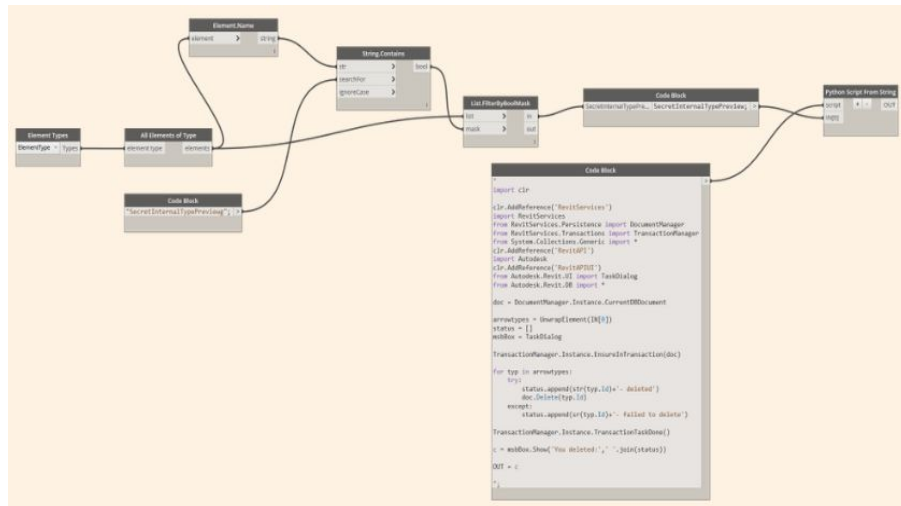 Element.Name
element > string
String.Contains
str > bool
searchFor >
ignoreCase >
List.FilterByBoolMask
list > in
mask > out
Code Block
SecretInternalTypePre... SecretInternalTypePreview; >
Python Script From String
script + - OUT
IN[0]
Element Types
ElementType Types
All Elements of Type
element type elements
Code Block
"SecretInternalTypePreviewg"; >
Code Block
"
import clr
clr.AddReference('RevitServices')
import RevitServices
from RevitServices.Persistence import DocumentManager
from RevitServices.Transactions import TransactionManager
from System.Collections.Generic import *
clr.AddReference('RevitAPI')
import Autodesk
clr.AddReference('RevitAPIUI')
from Autodesk.Revit.UI import TaskDialog
from Autodesk.Revit.DB import *
doc = DocumentManager.Instance.CurrentDBDocument
arrowtypes = UnwrapElement(IN[0])
status = []
msbBox = TaskDialog
TransactionManager.Instance.EnsureInTransaction(doc)
for typ in arrowtypes:
try:
status.append(str(typ.Id)+'- deleted')
doc.Delete(typ.Id)
except:
status.append(sr(typ.Id)+'- Failed to delete')
TransactionManager.Instance.TransactionTaskDone()
c = msbBox.Show('You deleted:',' '.join(status))
OUT = c
";